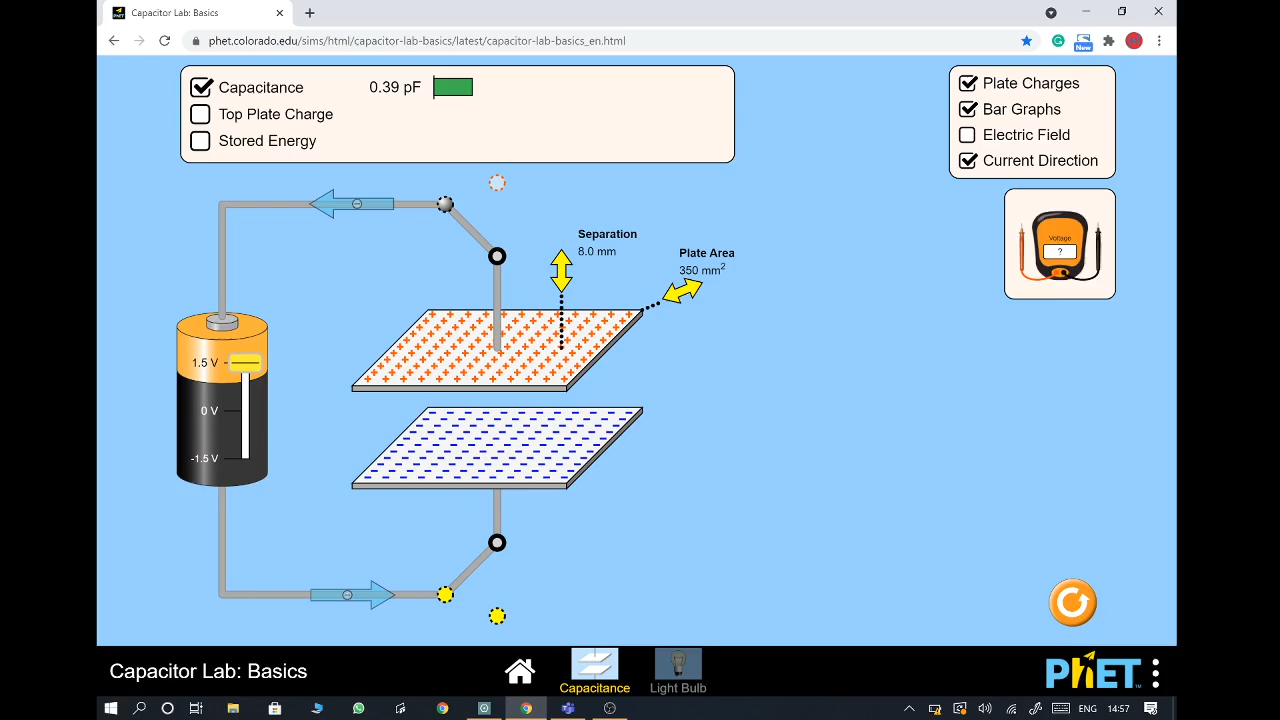 Capacitor Lab: Basics
phet.colorado.edu/sims/html/capacitor-lab-basics/latest/capacitor-lab-basics_en.html
New
Capacitance 0.39 pF
Top Plate Charge
Stored Energy
Plate Charges
Bar Graphs
Electric Field
Current Direction
Voltage
?
Separation
8.0 mm
Plate Area
350 mm²
1.5 V
0 V
-1.5 V
Capacitor Lab: Basics
Capacitance
Light Bulb
PhET
ENG 14:57